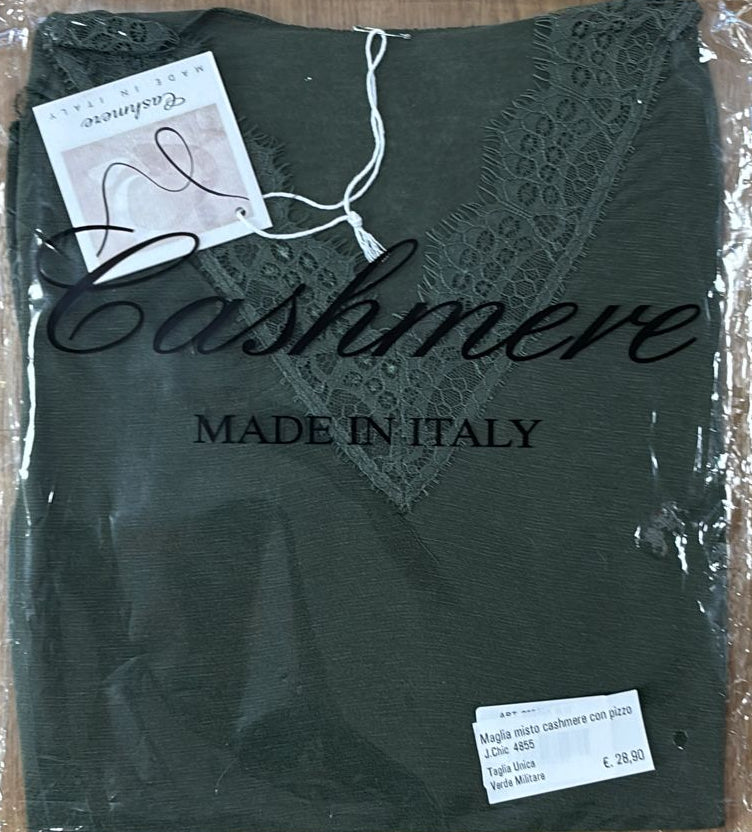 Cashmere
MADE IN ITALY
Cashmere
MADE IN ITALY
Maglia misto cashmere con pizzo
J.Chic 4855
Taglia Unica
€. 28,90
Verde Militare